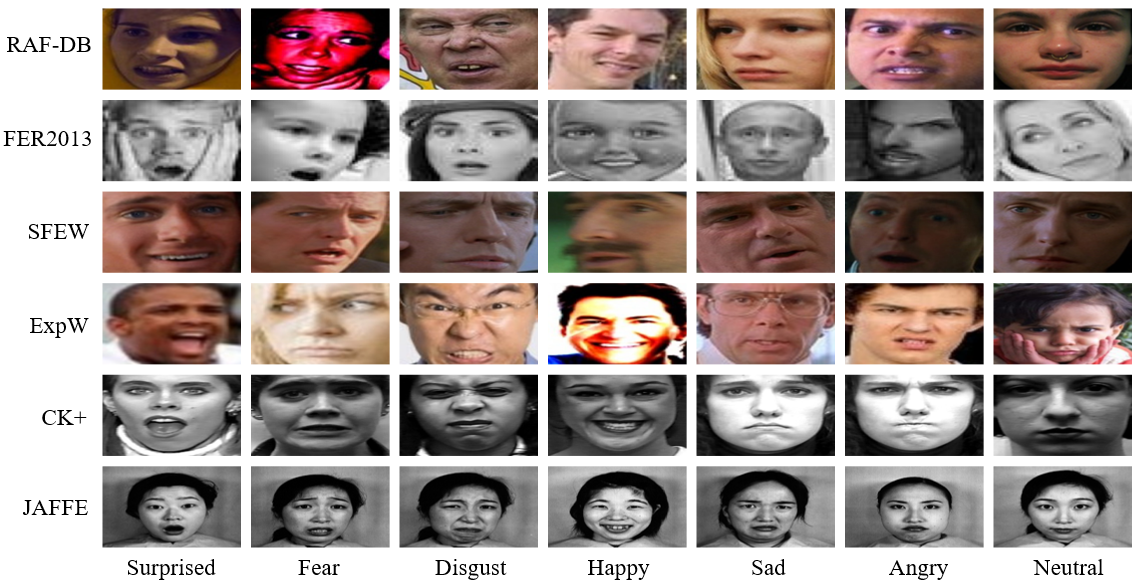 RAF-DB
FER2013
SFEW
ExpW
CK+
JAFFE
Surprised Fear Disgust Happy Sad Angry Neutral